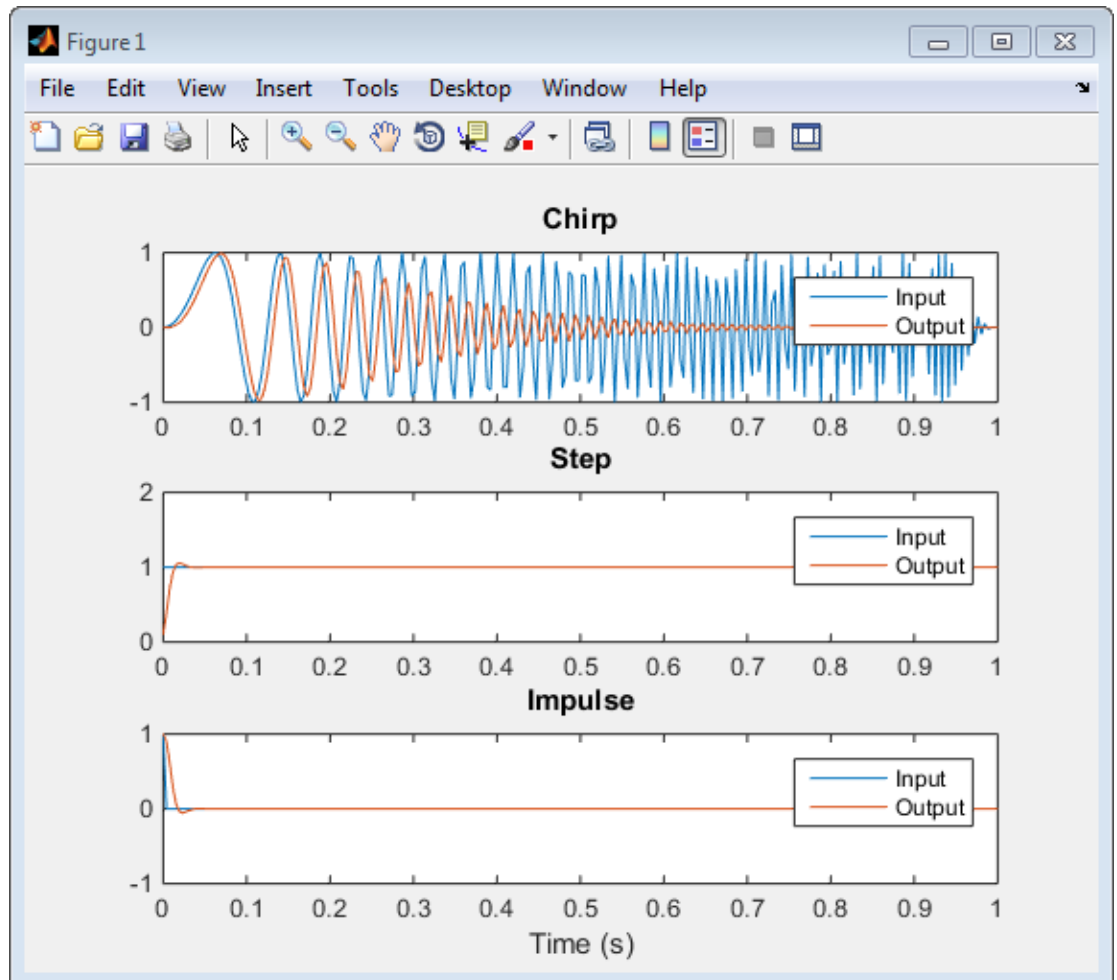 Figure 1
File Edit View Insert Tools Desktop Window Help
Chirp
1
0
-1
Input
Output
0 0.1 0.2 0.3 0.4 0.5 0.6 0.7 0.8 0.9 1
Step
2
1
0
Input
Output
0 0.1 0.2 0.3 0.4 0.5 0.6 0.7 0.8 0.9 1
Impulse
1
0
-1
Input
Output
0 0.1 0.2 0.3 0.4 0.5 0.6 0.7 0.8 0.9 1
Time (s)